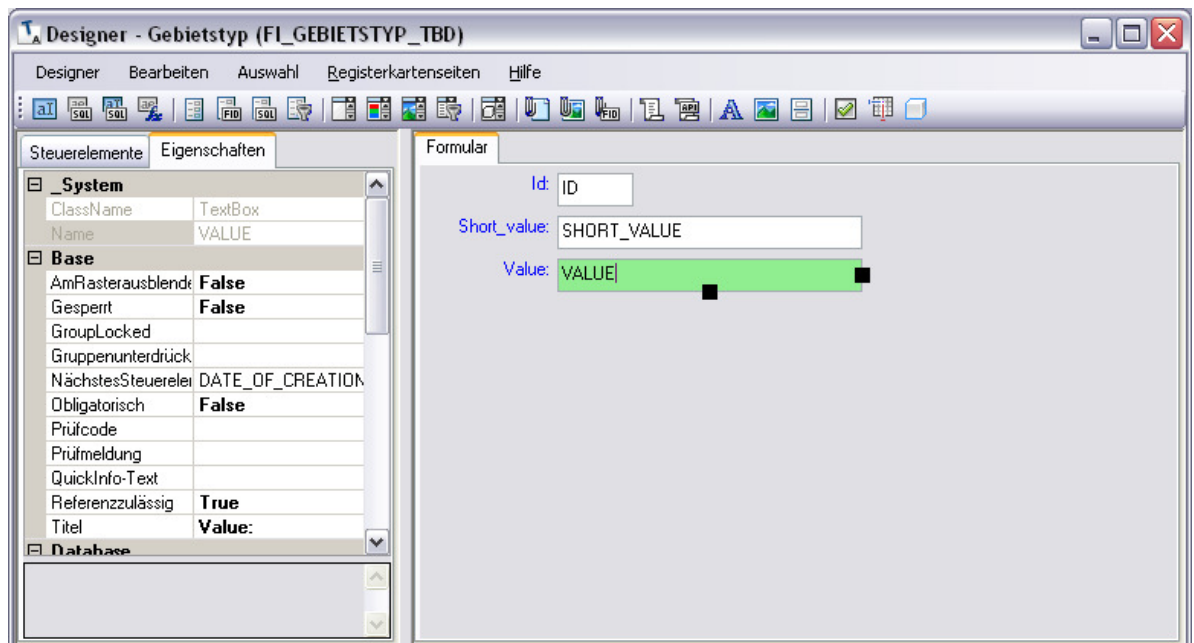 Designer - Gebietstyp (FI_GEBIETSTYP_TBD)
Designer Bearbeiten Auswahl Registerkartenseiten Hilfe
Steuerelemente Eigenschaften
_System
ClassName TextBox
Name VALUE
Base
AmRasterausblende False
Gesperrt False
GroupLocked
Gruppenunterdrück
NächstesSteuerele DATE_OF_CREATION
Obligatorisch False
Prüfcode
Prüfmeldung
QuickInfo-Text
Referenzzulässig True
Titel Value:
Database
Formular
Id: ID
Short_value: SHORT_VALUE
Value: VALUE